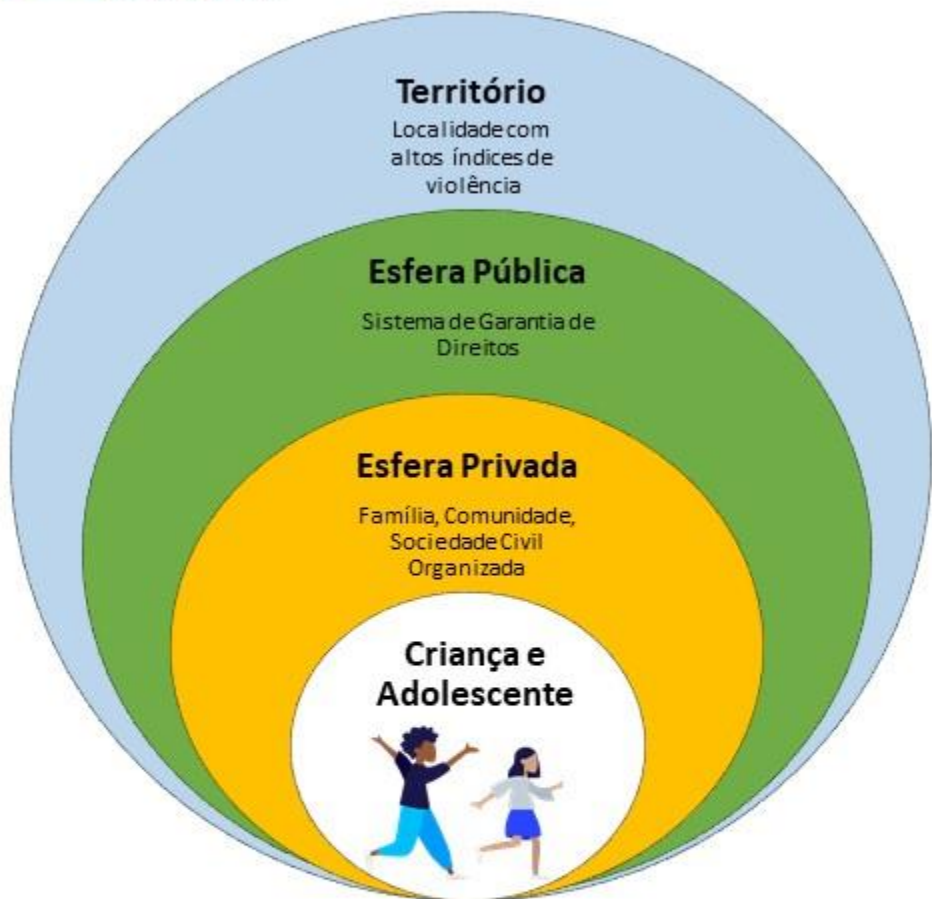 Território
Localidade com
altos índices de
violência
Esfera Pública
Sistema de Garantia de
Direitos
Esfera Privada
Família, Comunidade,
Sociedade Civil
Organizada
Criança e
Adolescente